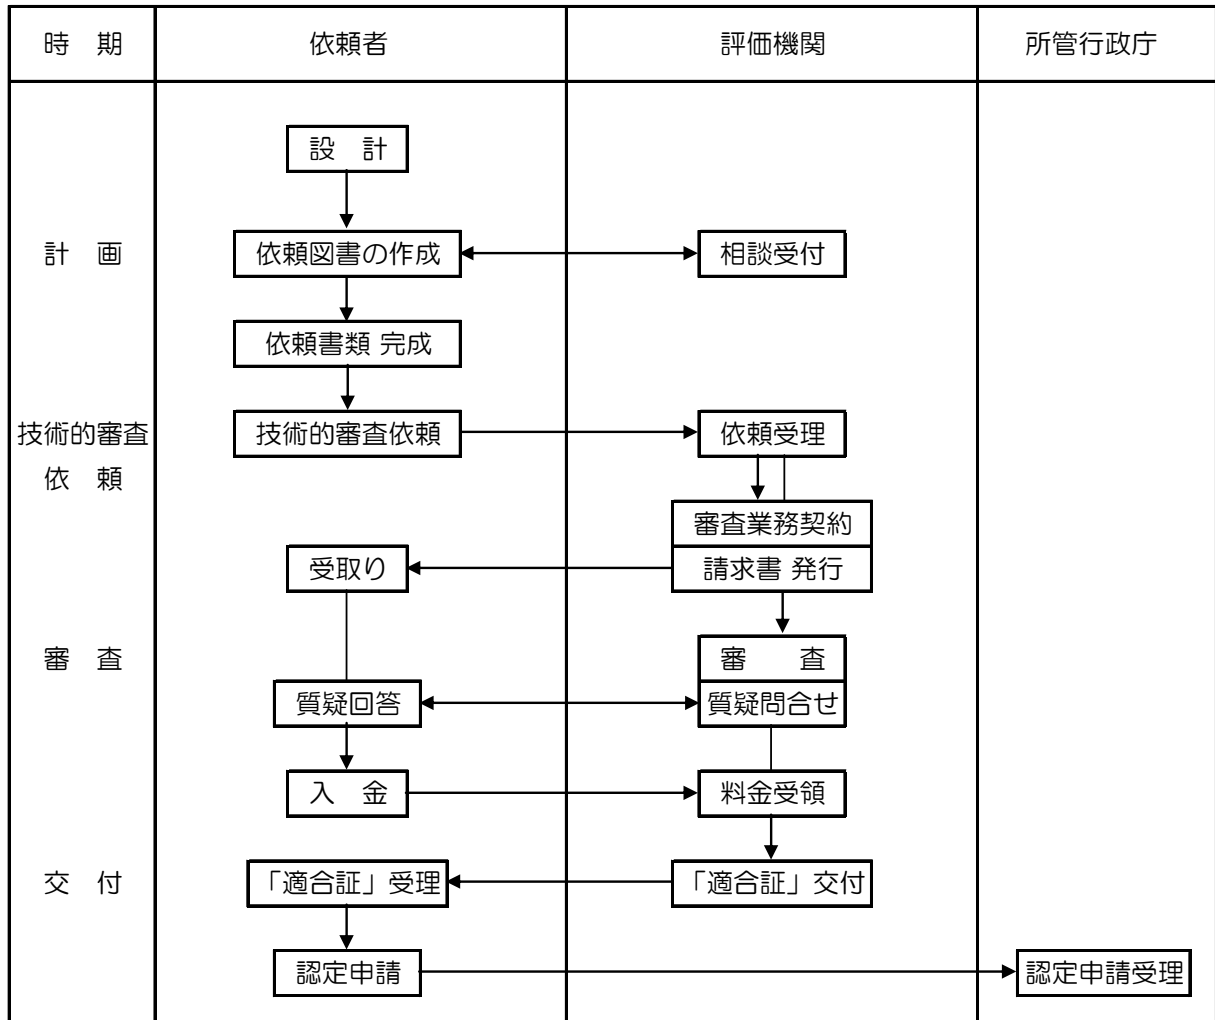 時　期
依頼者
評価機関
所管行政庁
設　計
計　画
依頼図書の作成
相談受付
依頼書類 完成
技術的審査
依　頼
技術的審査依頼
依頼受理
審査業務契約
受取り
請求書 発行
審　査
審　　査
質疑回答
質疑問合せ
入　金
料金受領
交　付
「適合証」受理
「適合証」交付
認定申請
認定申請受理